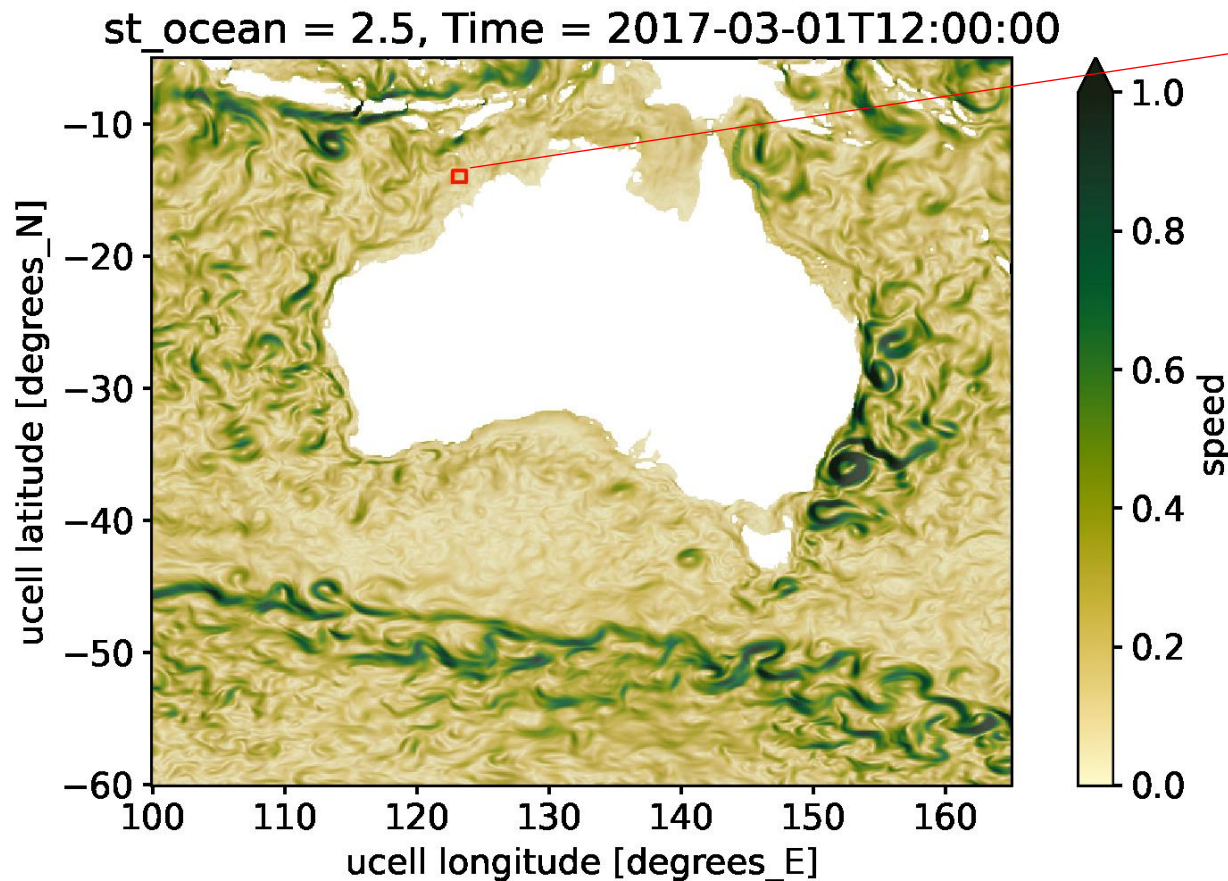 st_ocean = 2.5, Time = 2017-03-01T12:00:00
1.0
0.8
0.6
0.4
0.2
0.0
speed
−10
−20
−30
−40
−50
−60
ucell latitude [degrees_N]
100 110 120 130 140 150 160
ucell longitude [degrees_E]